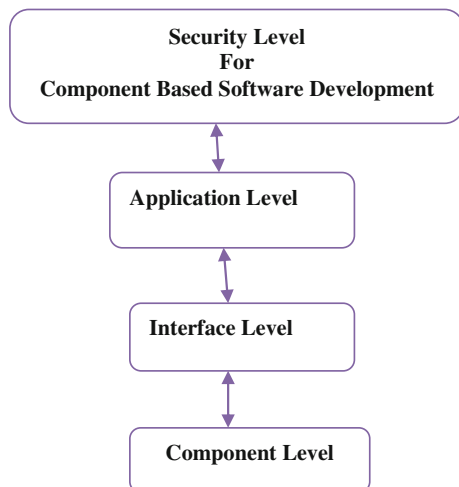 Security Level
For
Component Based Software Development
Application Level
Interface Level
Component Level